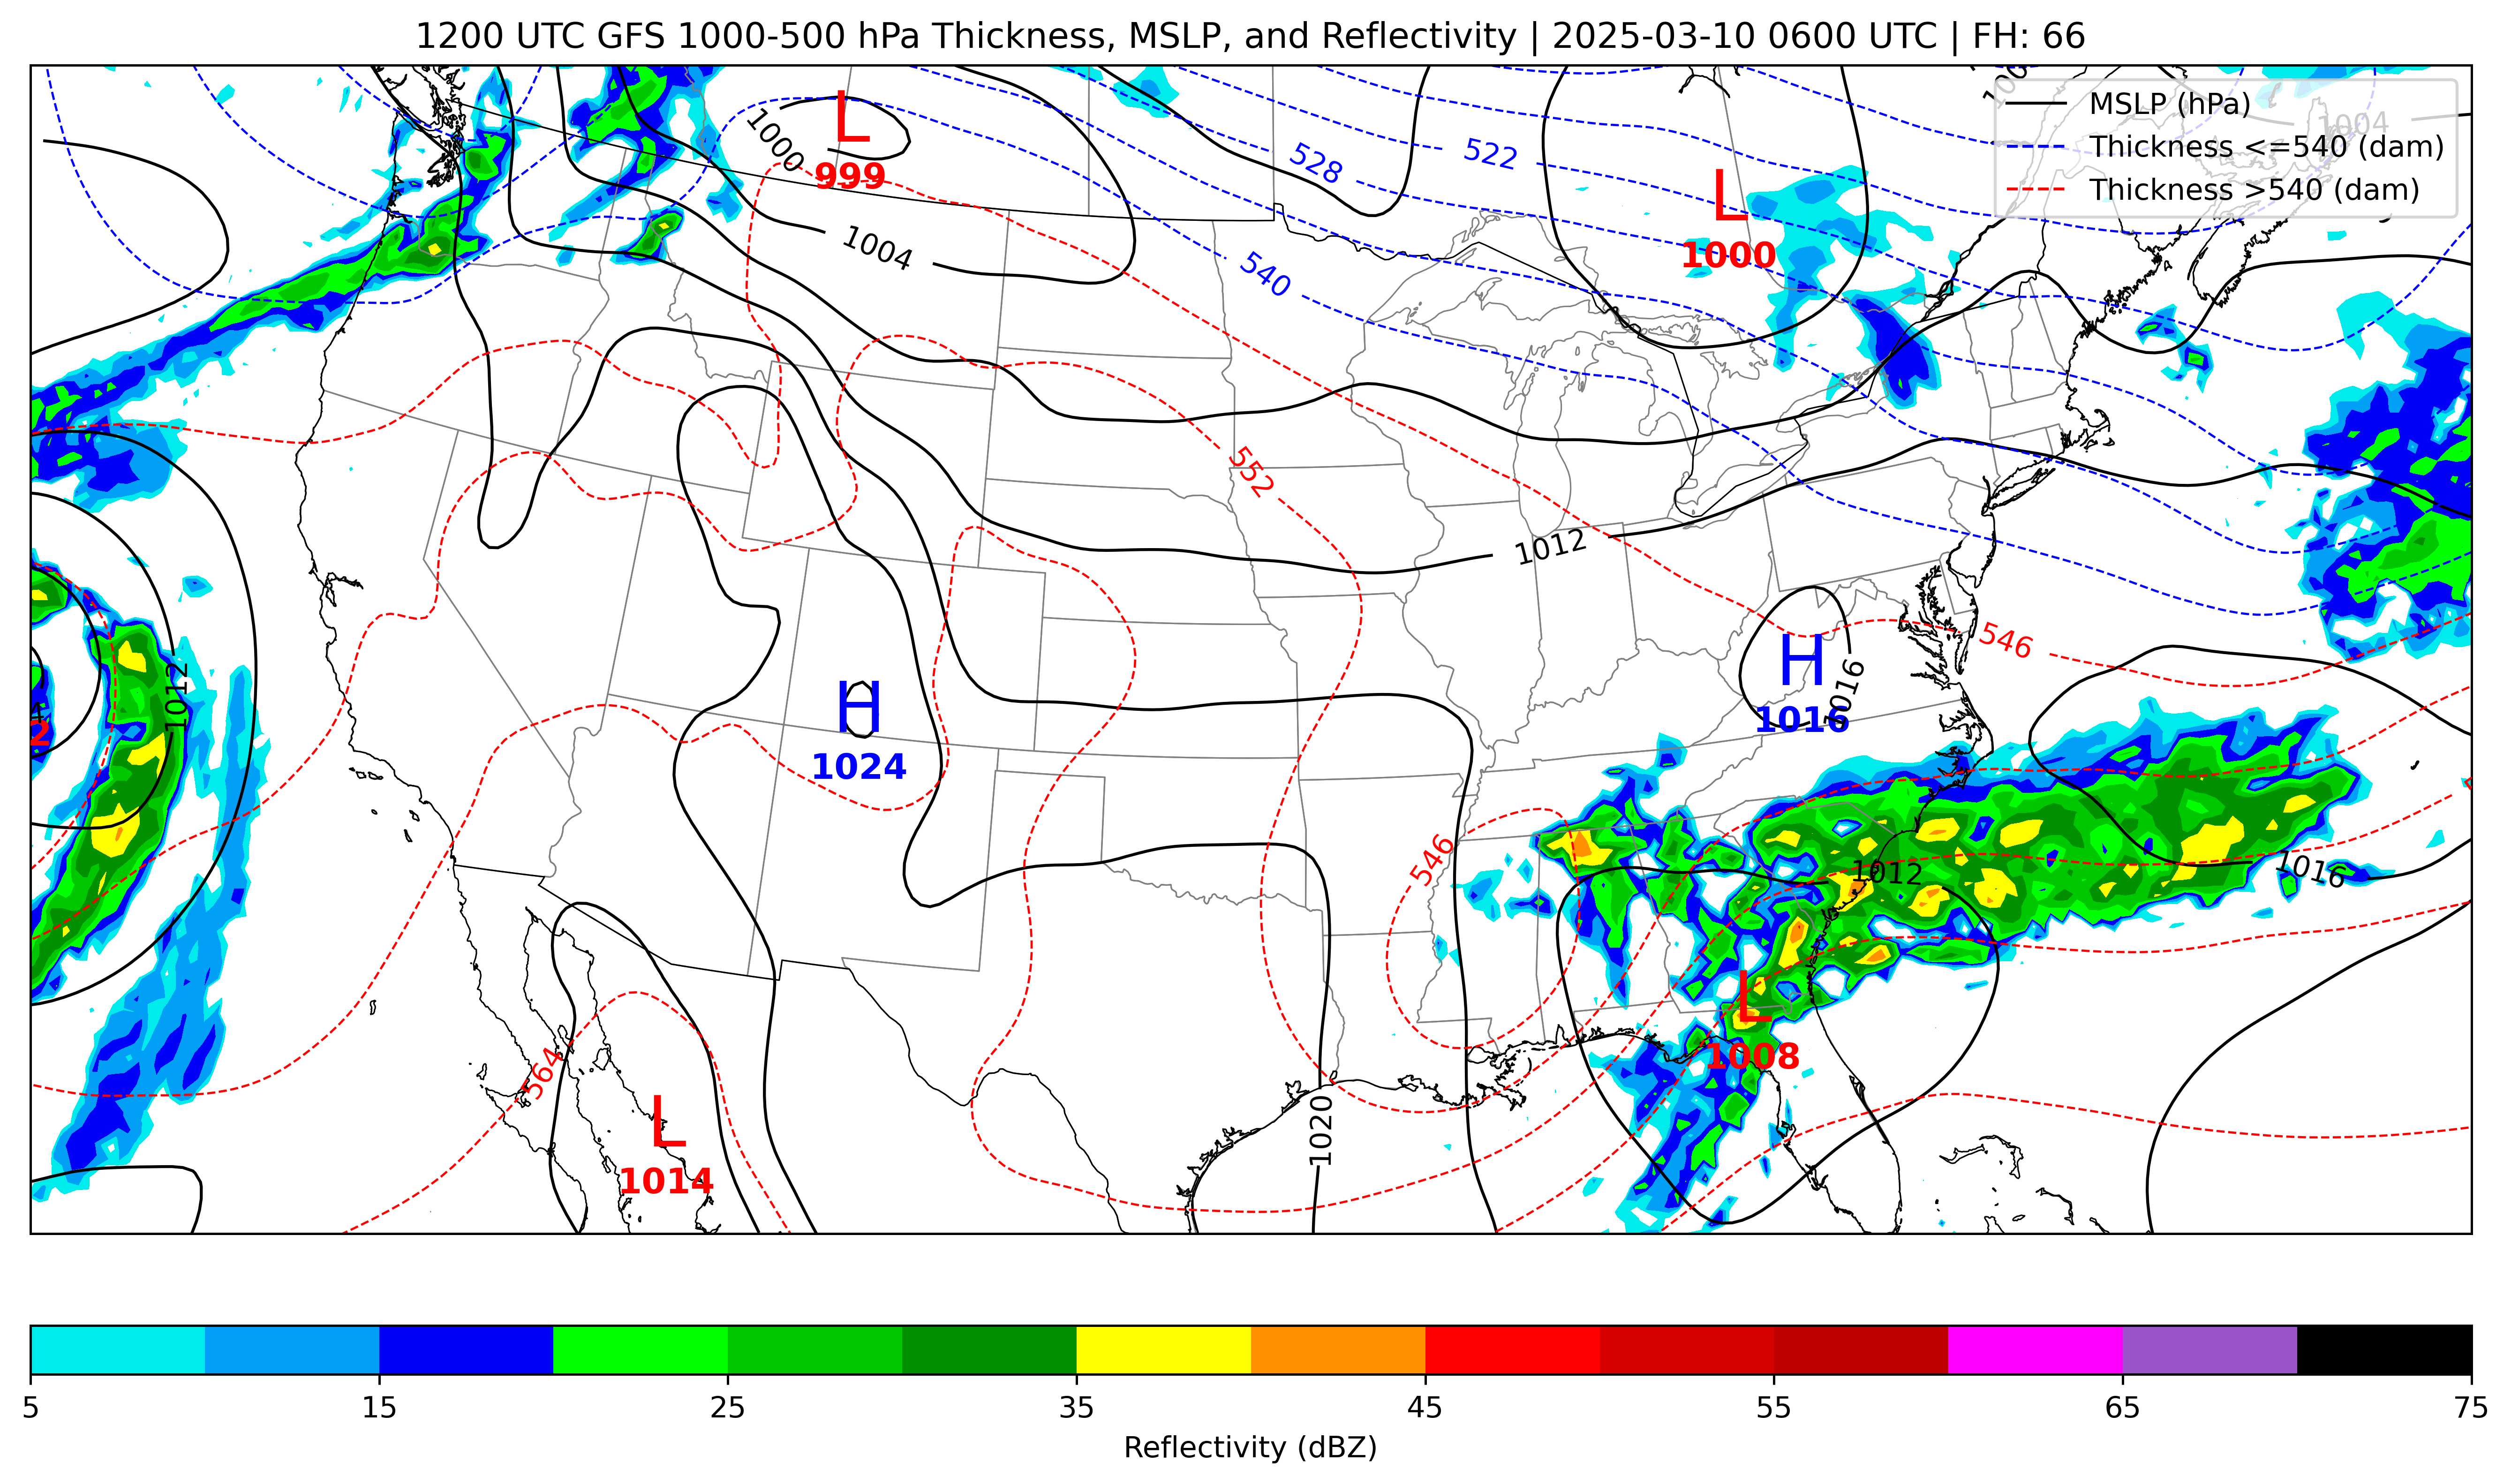 1200 UTC GFS 1000-500 hPa Thickness, MSLP, and Reflectivity | 2025-03-10 0600 UTC | FH: 66
MSLP (hPa)
Thickness <=540 (dam)
Thickness >540 (dam)
1004
L
999
1000
1004
528
522
540
L
1000
552
1012
546
H
1016
1016
H
1024
1012
2
546
1012
1016
L
1008
564
L
1014
1020
5 15 25 35 45 55 65 75
Reflectivity (dBZ)